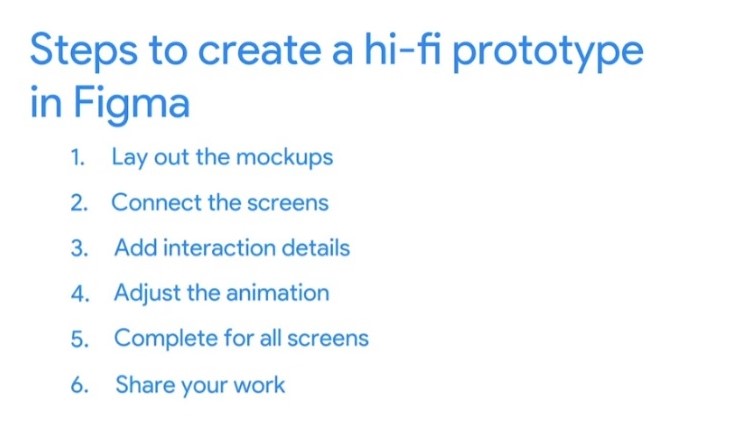 Steps to create a hi-fi prototype
in Figma
1. Lay out the mockups
2. Connect the screens
3. Add interaction details
4. Adjust the animation
5. Complete for all screens
6. Share your work